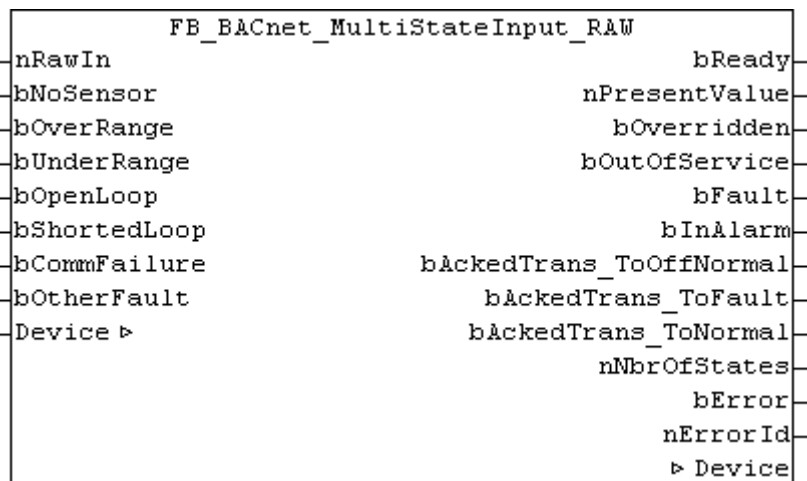 FB_BACnet_MultiStateInput_RAW
nRawIn bReady
bNoSensor nPresentValue
bOverRange bOverridden
bUnderRange bOutOfService
bOpenLoop bFault
bShortedLoop bInAlarm
bCommFailure bAckedTrans_ToOffNormal
bOtherFault bAckedTrans_ToFault
Device ▹ bAckedTrans_ToNormal
nNbrOfStates
bError
nErrorId
▹ Device